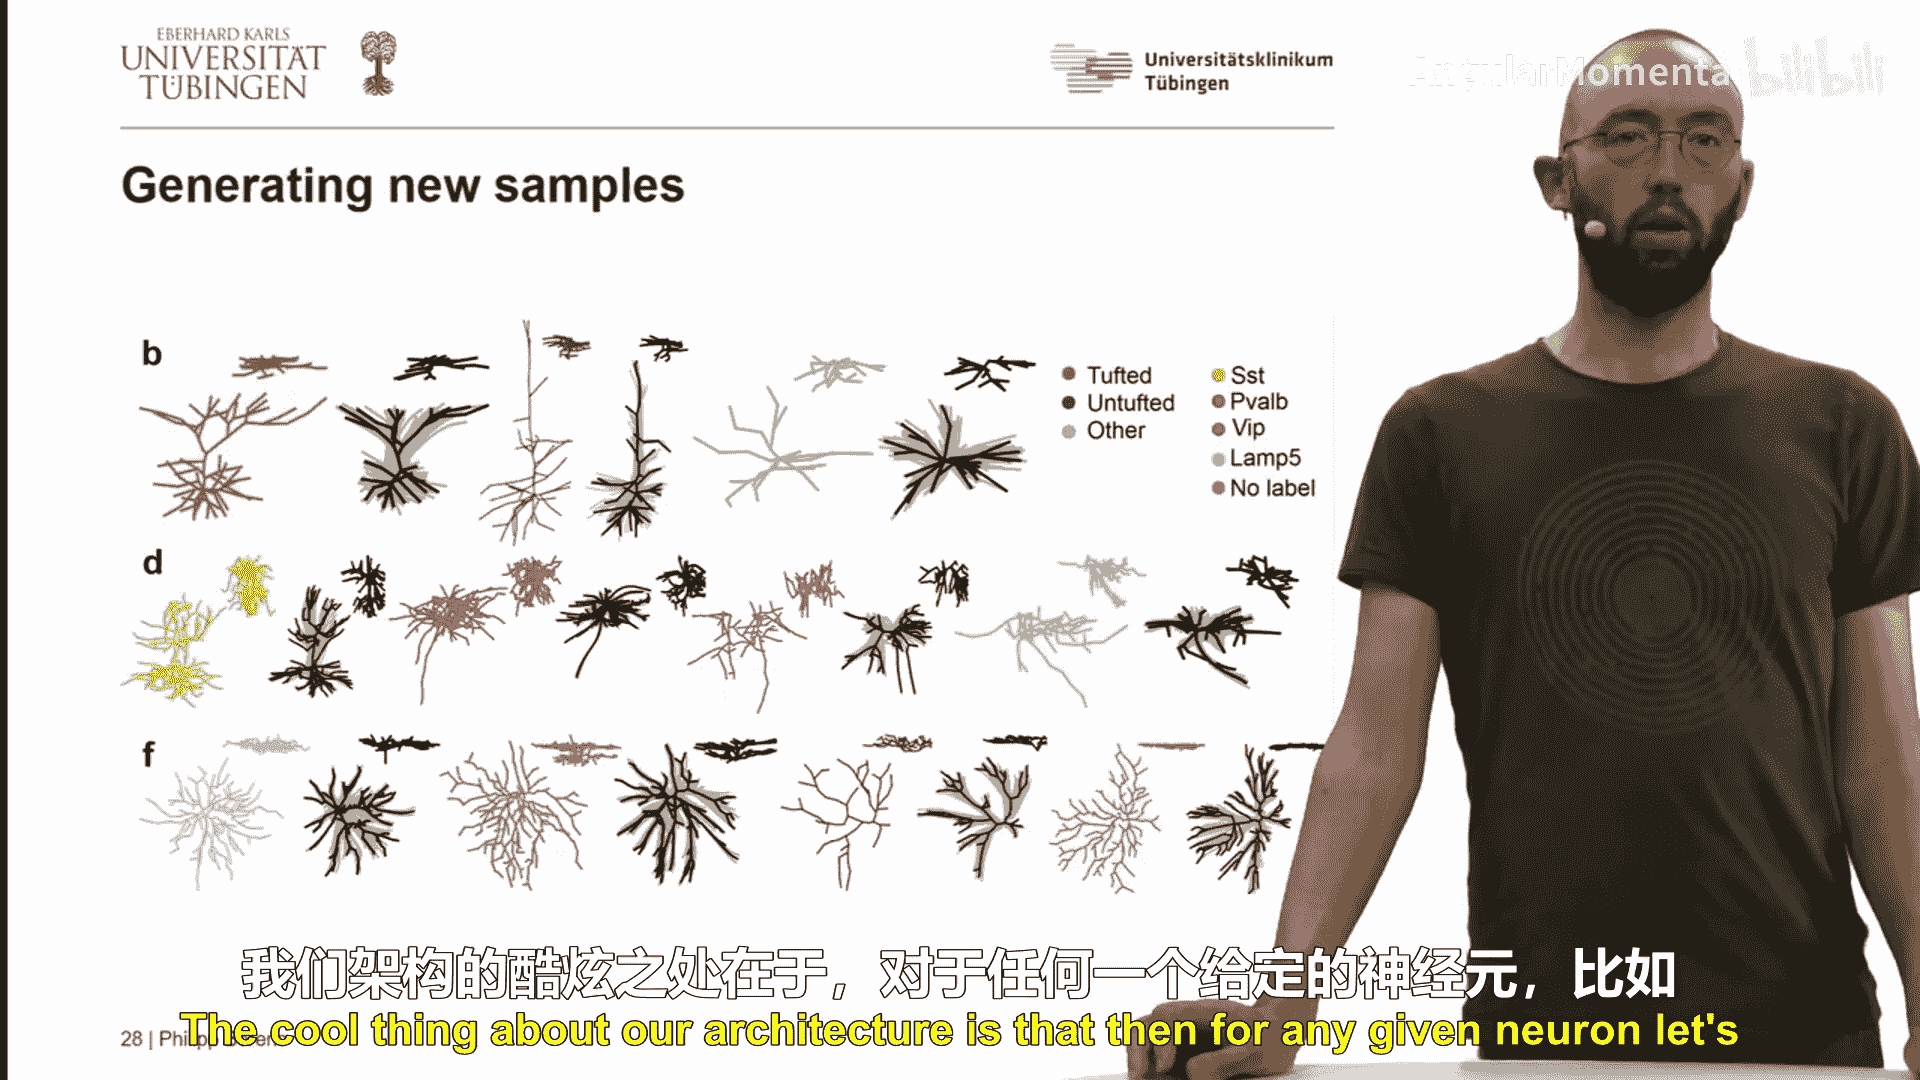 EBERHARD KARLS
UNIVERSITÄT
TÜBINGEN
Universitätsklinikum
Tübingen
AngularMomenta
bilibili
Generating new samples
b
Tufted
Untufted
Other
Sst
Pvalb
Vip
Lamp5
No label
d
f
我们架构的酷炫之处在于，对于任何一个给定的神经元，比如
The cool thing about our architecture is that then for any given neuron let's
28 |